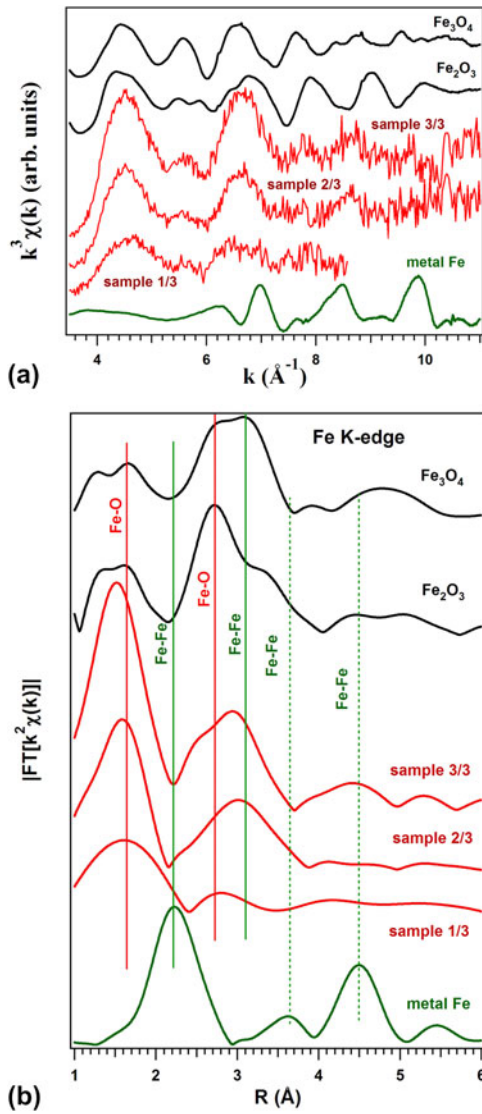 Fe3O4
Fe2O3
sample 3/3
sample 2/3
sample 1/3
metal Fe
k³χ(k) (arb. units)
4 6 8 10
k (Å⁻¹)
(a)
Fe K-edge
Fe3O4
Fe-O
Fe2O3
Fe-Fe
Fe-O
Fe-Fe
Fe-Fe
Fe-Fe
|FT[k²χ(k)]|
sample 3/3
sample 2/3
sample 1/3
metal Fe
1 2 3 4 5 6
R (Å)
(b)